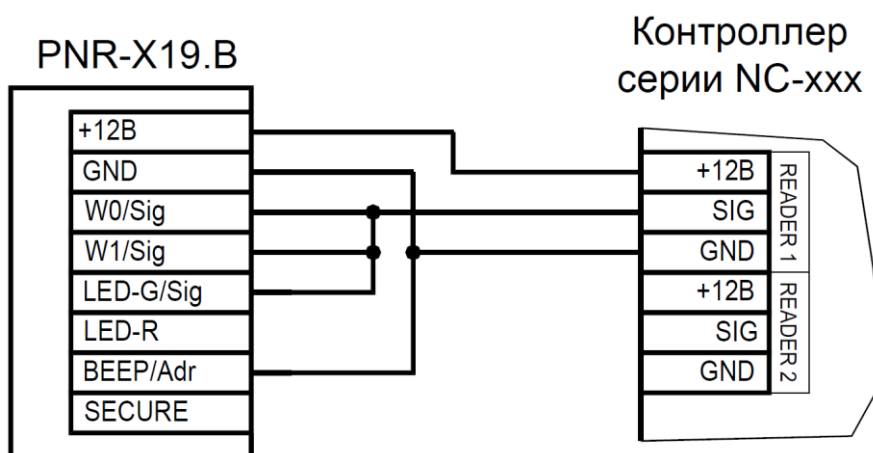 PNR-X19.B
+12В
GND
W0/Sig
W1/Sig
LED-G/Sig
LED-R
BEEP/Adr
SECURE
Контроллер
серии NC-xxx
+12В
SIG
GND
READER 1
+12В
SIG
GND
READER 2